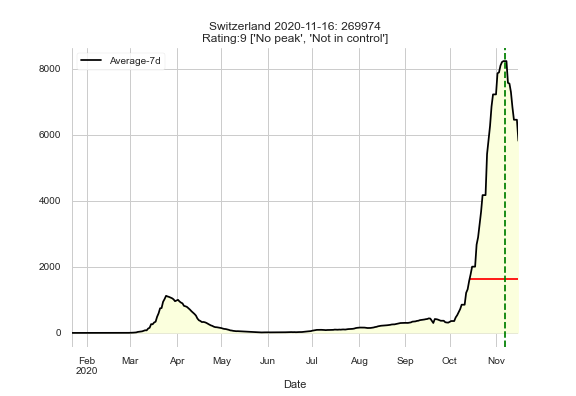 Switzerland 2020-11-16: 269974
Rating:9 ['No peak', 'Not in control']
Average-7d
8000
6000
4000
2000
0
Feb Mar Apr May Jun Jul Aug Sep Oct Nov
2020
Date